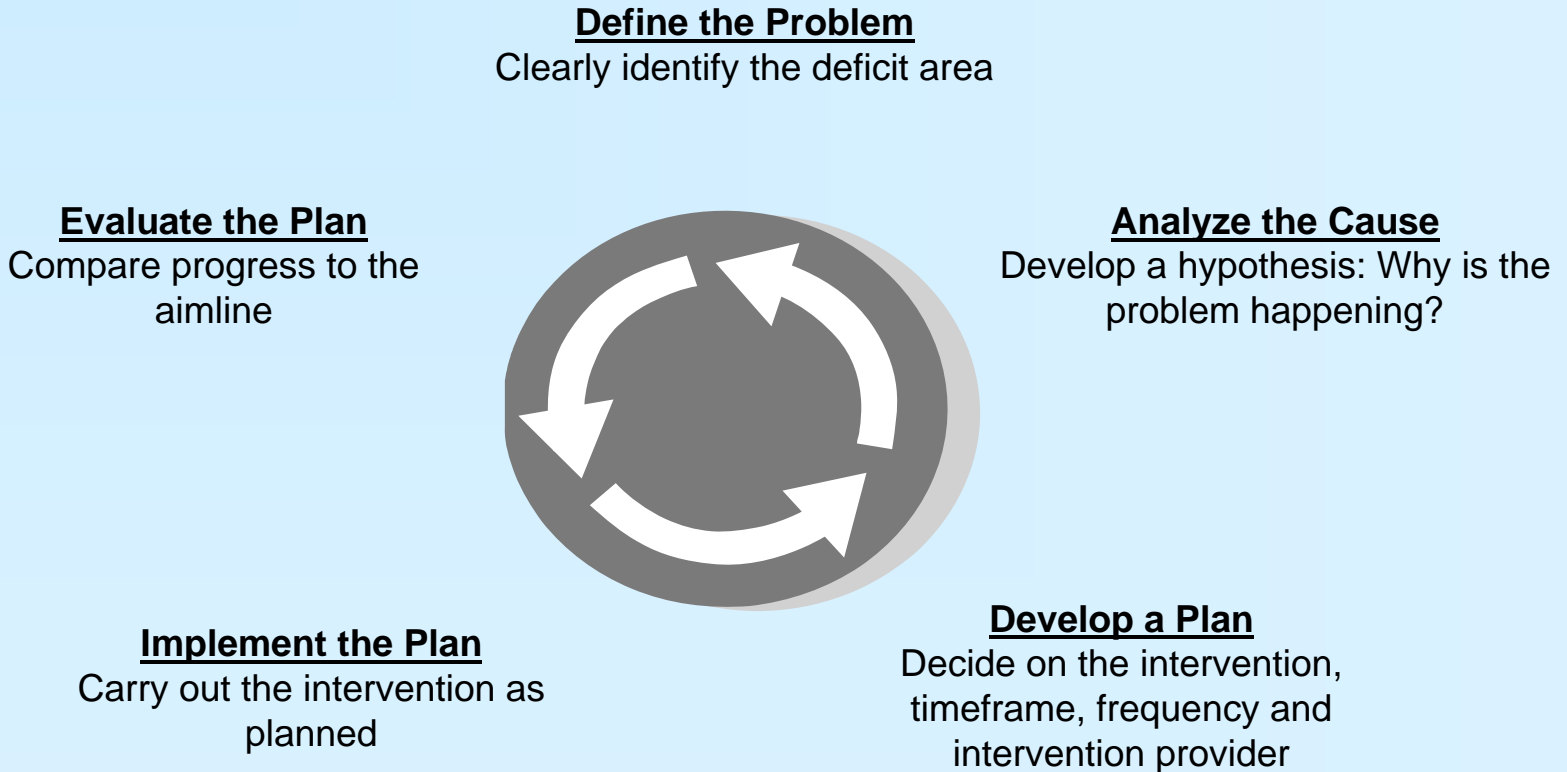 Define the Problem
Clearly identify the deficit area
Analyze the Cause
Develop a hypothesis: Why is the
problem happening?
Develop a Plan
Decide on the intervention,
timeframe, frequency and
intervention provider
Implement the Plan
Carry out the intervention as
planned
Evaluate the Plan
Compare progress to the
aimline